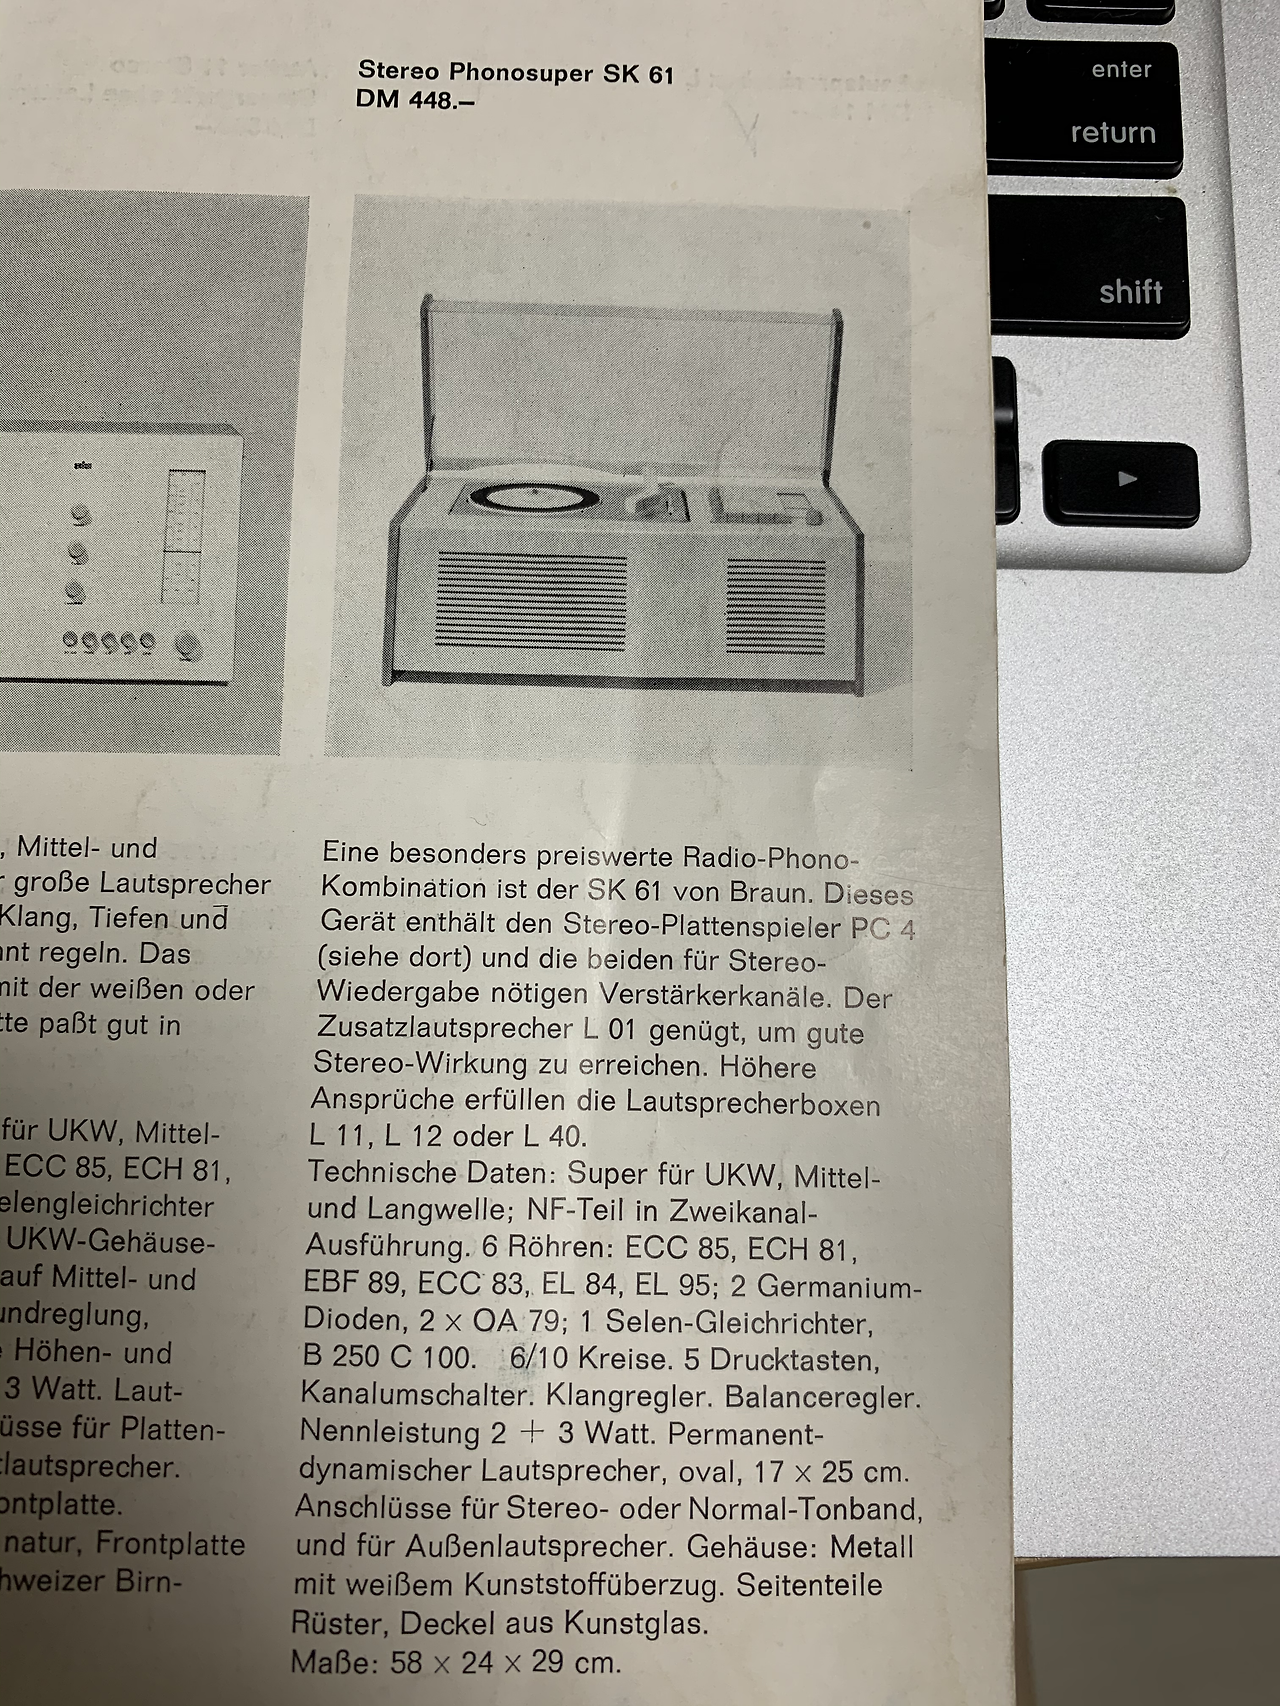 Stereo Phonosuper SK 61
DM 448.–
enter
return
shift
, Mittel- und
große Lautsprecher
Klang, Tiefen und
regeln. Das
mit der weißen oder
paßt gut in
für UKW, Mittel-
ECC 85, ECH 81,
UKW-Gehäuse-
auf Mittel- und
Höhen- und
3 Watt. Laut-
für Platten-
natur, Frontplatte
Birn-
Eine besonders preiswerte Radio-Phono-
Kombination ist der SK 61 von Braun. Dieses
Gerät enthält den Stereo-Plattenspieler PC 4
(siehe dort) und die beiden für Stereo-
Wiedergabe nötigen Verstärkerkanäle. Der
Zusatzlautsprecher L 01 genügt, um gute
Stereo-Wirkung zu erreichen. Höhere
Ansprüche erfüllen die Lautsprecherboxen
L 11, L 12 oder L 40.
Technische Daten: Super für UKW, Mittel-
und Langwelle; NF-Teil in Zweikanal-
Ausführung. 6 Röhren: ECC 85, ECH 81,
EBF 89, ECC 83, EL 84, EL 95; 2 Germanium-
Dioden, 2 × OA 79; 1 Selen-Gleichrichter,
B 250 C 100. 6/10 Kreise. 5 Drucktasten,
Kanalumschalter. Klangregler. Balanceregler.
Nennleistung 2 + 3 Watt. Permanent-
dynamischer Lautsprecher, oval, 17 × 25 cm.
Anschlüsse für Stereo- oder Normal-Tonband,
und für Außenlautsprecher. Gehäuse: Metall
mit weißem Kunststoffüberzug. Seitenteile
Rüster, Deckel aus Kunstglas.
Maße: 58 × 24 × 29 cm.